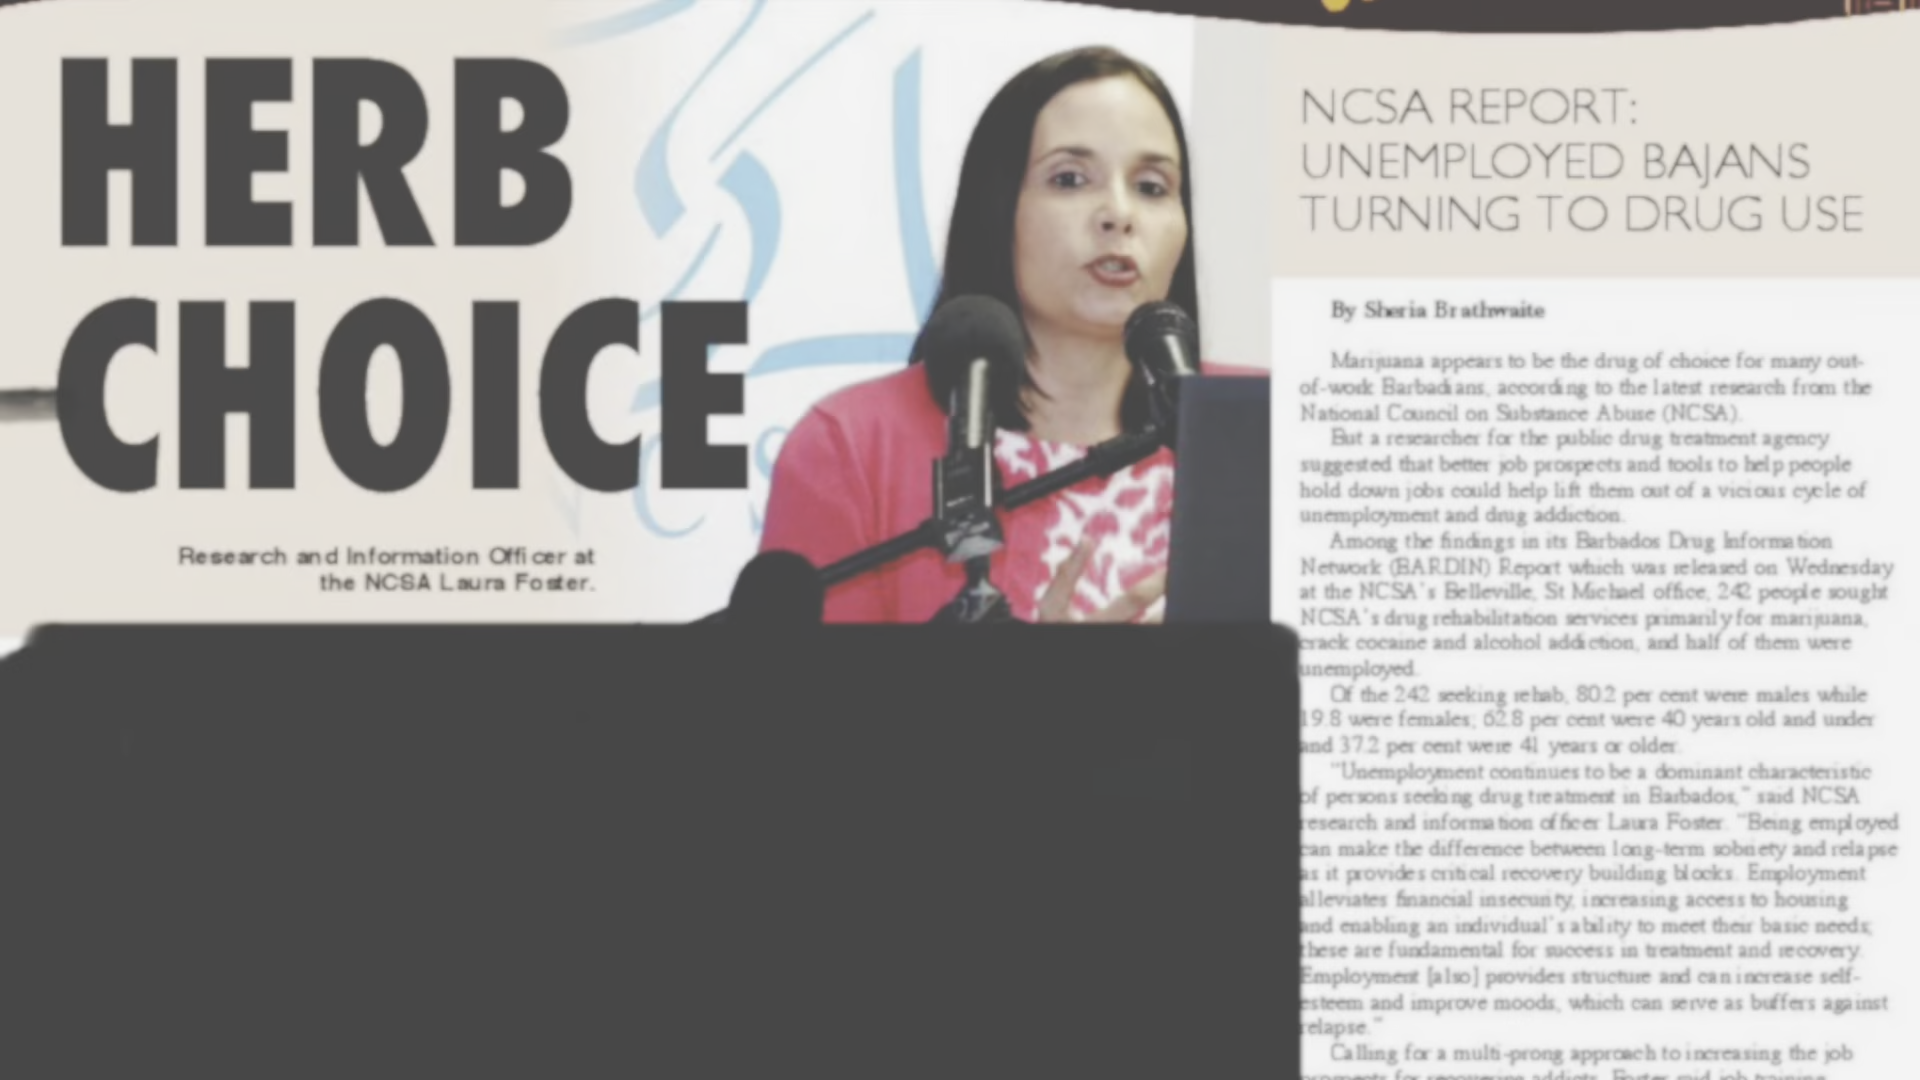 HERB
CHOICE
Research and Information Officer at
the NCSA Laura Foster.
NCSA REPORT:
UNEMPLOYED BAJANS
TURNING TO DRUG USE
By Sheria Brathwaite
Marijuana appears to be the drug of choice for many out-
of-work Barbadians, according to the latest research from the
National Council on Substance Abuse (NCSA).
But a researcher for the public drug treatment agency
suggested that better job prospects and tools to help people
hold down jobs could help lift them out of a vicious cycle of
unemployment and drug addiction.
Among the findings in its Barbados Drug Information
Network (BARDIN) Report which was released on Wednesday
at the NCSA's Belleville, St Michael office, 242 people sought
NCSA's drug rehabilitation services primarily for marijuana,
crack cocaine and alcohol addiction, and half of them were
unemployed.
Of the 242 seeking rehab, 80.2 per cent were males while
19.8 were females; 62.8 per cent were 40 years old and under
and 37.2 per cent were 41 years or older.
"Unemployment continues to be a dominant characteristic
of persons seeking drug treatment in Barbados," said NCSA
research and information officer Laura Foster. "Being employed
can make the difference between long-term sobriety and relapse
as it provides critical recovery building blocks. Employment
alleviates financial insecurity, increasing access to housing
and enabling an individual's ability to meet their basic needs;
these are fundamental for success in treatment and recovery.
Employment [also] provides structure and can increase self-
esteem and improve moods, which can serve as buffers against
relapse."
Calling for a multi-prong approach to increasing the job
prospects for recovering addicts, Foster said job training